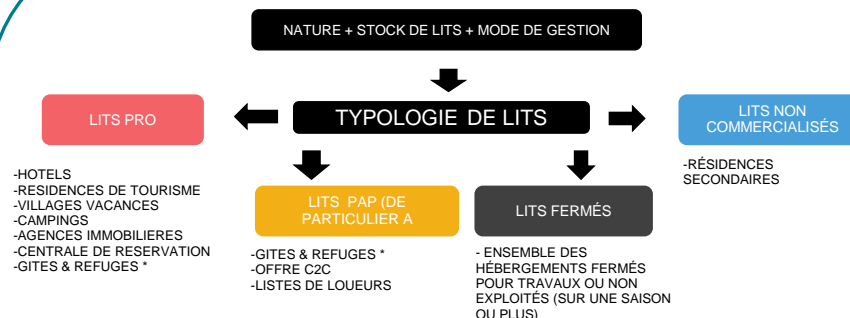 NATURE + STOCK DE LITS + MODE DE GESTION
TYPOLOGIE DE LITS
LITS PRO
-HOTELS
-RESIDENCES DE TOURISME
-VILLAGES VACANCES
-CAMPINGS
-AGENCES IMMOBILIERES
-CENTRALE DE RESERVATION
-GITES & REFUGES *
LITS PAP (DE
PARTICULIER A
-GITES & REFUGES *
-OFFRE C2C
-LISTES DE LOUEURS
LITS FERMÉS
- ENSEMBLE DES
HÉBERGEMENTS FERMÉS
POUR TRAVAUX OU NON
EXPLOITÉS (SUR UNE SAISON
OU PLUS)
LITS NON
COMMERCIALISÉS
-RÉSIDENCES
SECONDAIRES